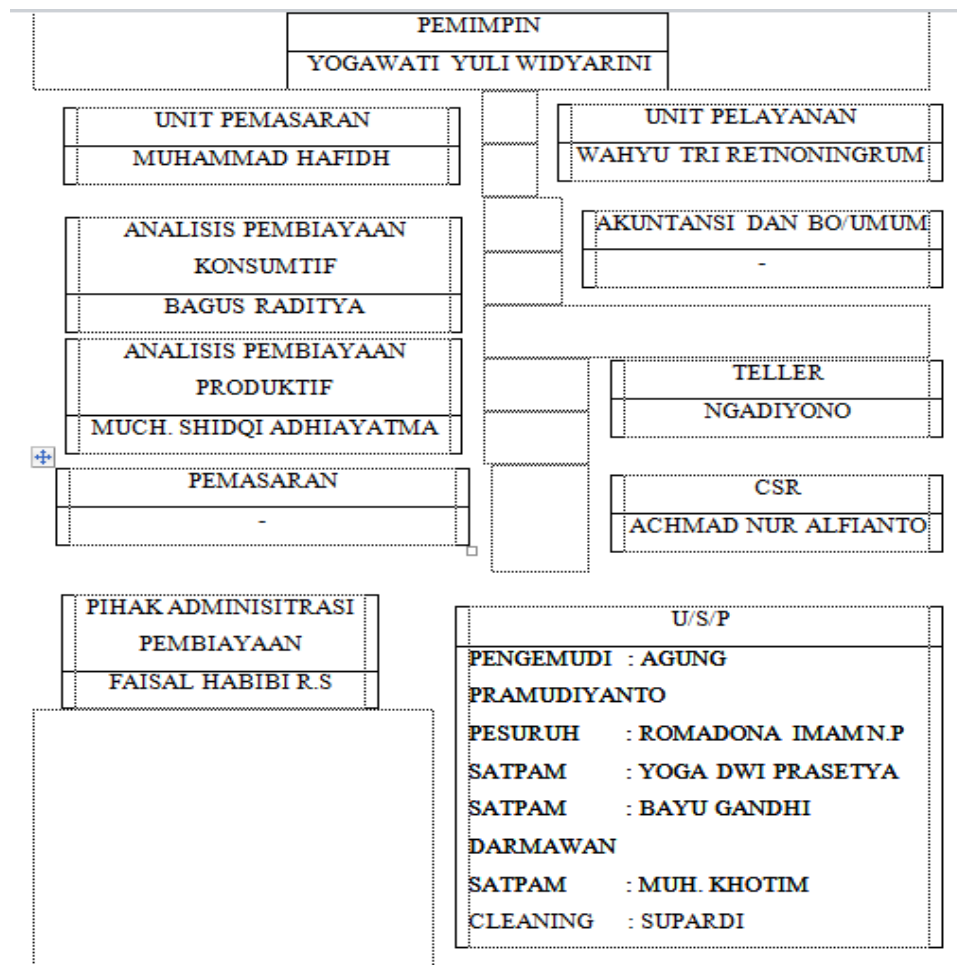 PEMIMPIN
YOGAWATI YULI WIDYARINI
UNIT PEMASARAN
MUHAMMAD HAFIDH
UNIT PELAYANAN
WAHYU TRI RETNONINGRUM
ANALISIS PEMBIAYAAN
KONSUMTIF
BAGUS RADITYA
AKUNTANSI DAN BO/UMUM
-
ANALISIS PEMBIAYAAN
PRODUKTIF
MUCH. SHIDQI ADHIAYATMA
TELLER
NGADIYONO
PEMASARAN
-
CSR
ACHMAD NUR ALFIANTO
PIHAK ADMINISITRASI
PEMBIAYAAN
FAISAL HABIBI R.S
U/S/P
PENGEMUDI : AGUNG
PRAMUDIYANTO
PESURUH : ROMADONA IMAM N.P
SATPAM : YOGA DWI PRASETYA
SATPAM : BAYU GANDHI
DARMAWAN
SATPAM : MUH. KHOTIM
CLEANING : SUPARDI